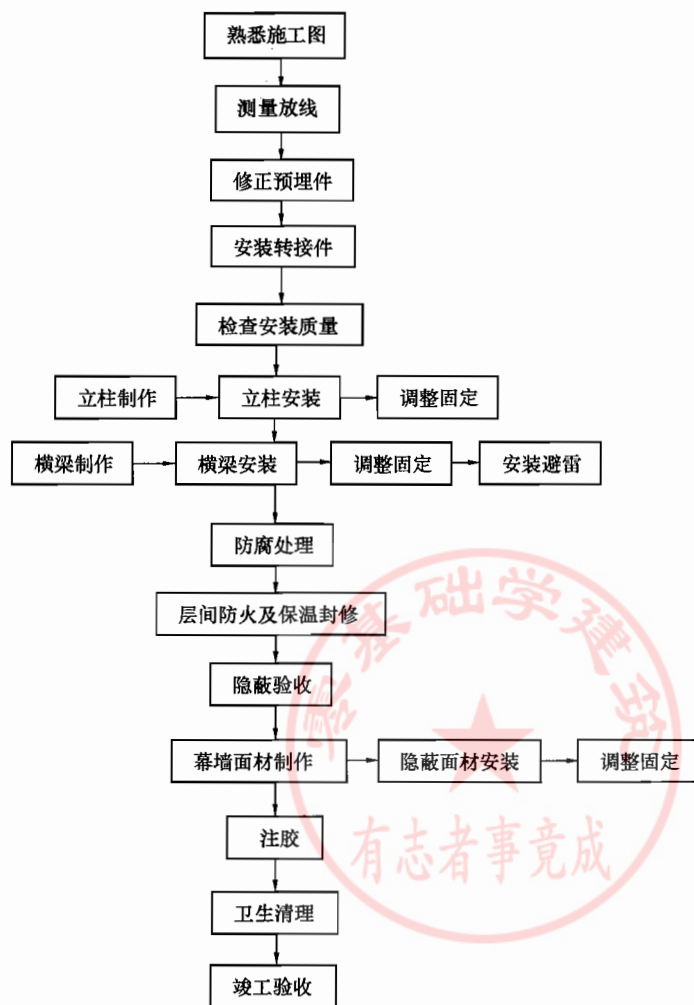 熟悉施工图
测量放线
修正预埋件
安装转接件
检查安装质量
立柱制作 立柱安装 调整固定
横梁制作 横梁安装 调整固定 安装避雷
防腐处理
层间防火及保温封修
隐蔽验收
幕墙面材制作 隐蔽面材安装 调整固定
注胶
卫生清理
竣工验收
零基础学建筑
有志者事竟成